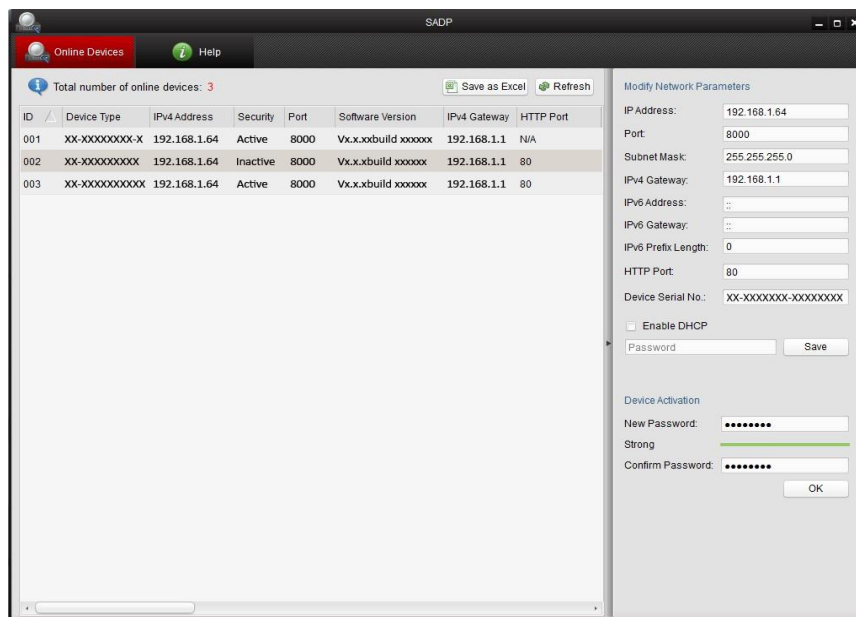 SADP
Online Devices Help
Total number of online devices: 3 Save as Excel Refresh
ID Device Type IPv4 Address Security Port Software Version IPv4 Gateway HTTP Port
001 XX-XXXXXXXX-X 192.168.1.64 Active 8000 Vx.x.xxbuild xxxxxx 192.168.1.1 N/A
002 XX-XXXXXXXXX 192.168.1.64 Inactive 8000 Vx.x.xbuild xxxxxx 192.168.1.1 80
003 XX-XXXXXXXXXX 192.168.1.64 Active 8000 Vx.x.xbuild xxxxxx 192.168.1.1 80
Modify Network Parameters
IP Address: 192.168.1.64
Port: 8000
Subnet Mask: 255.255.255.0
IPv4 Gateway: 192.168.1.1
IPv6 Address: ::
IPv6 Gateway: ::
IPv6 Prefix Length: 0
HTTP Port: 80
Device Serial No.: XX-XXXXXXX-XXXXXXXX
Enable DHCP
Password Save
Device Activation
New Password: ●●●●●●●●
Strong
Confirm Password: ●●●●●●●●
OK